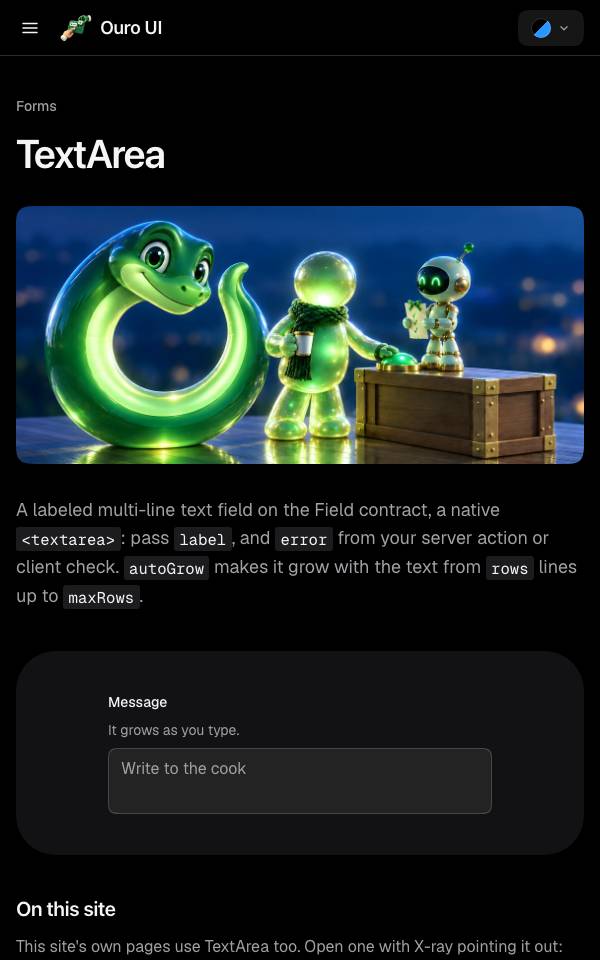 Ouro UI
Forms
TextArea
A labeled multi-line text field on the Field contract, a native
<textarea>: pass label, and error from your server action or
client check. autoGrow makes it grow with the text from rows lines
up to maxRows.
Message
It grows as you type.
Write to the cook
On this site
This site's own pages use TextArea too. Open one with X-ray pointing it out: